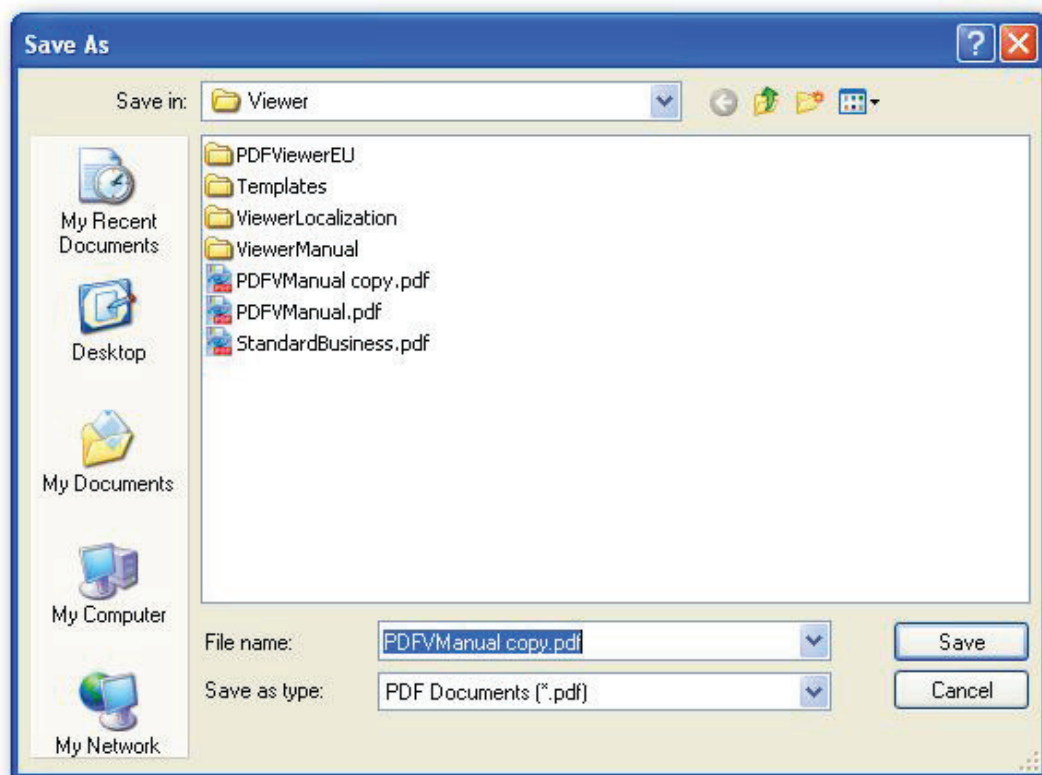 Save As
Save in:
Viewer
My Recent
Documents
Desktop
My Documents
My Computer
My Network
PDFViewerEU
Templates
ViewerLocalization
ViewerManual
PDFVManual copy.pdf
PDFVManual.pdf
StandardBusiness.pdf
File name:
PDFVManual copy.pdf
Save
Save as type:
PDF Documents (*.pdf)
Cancel